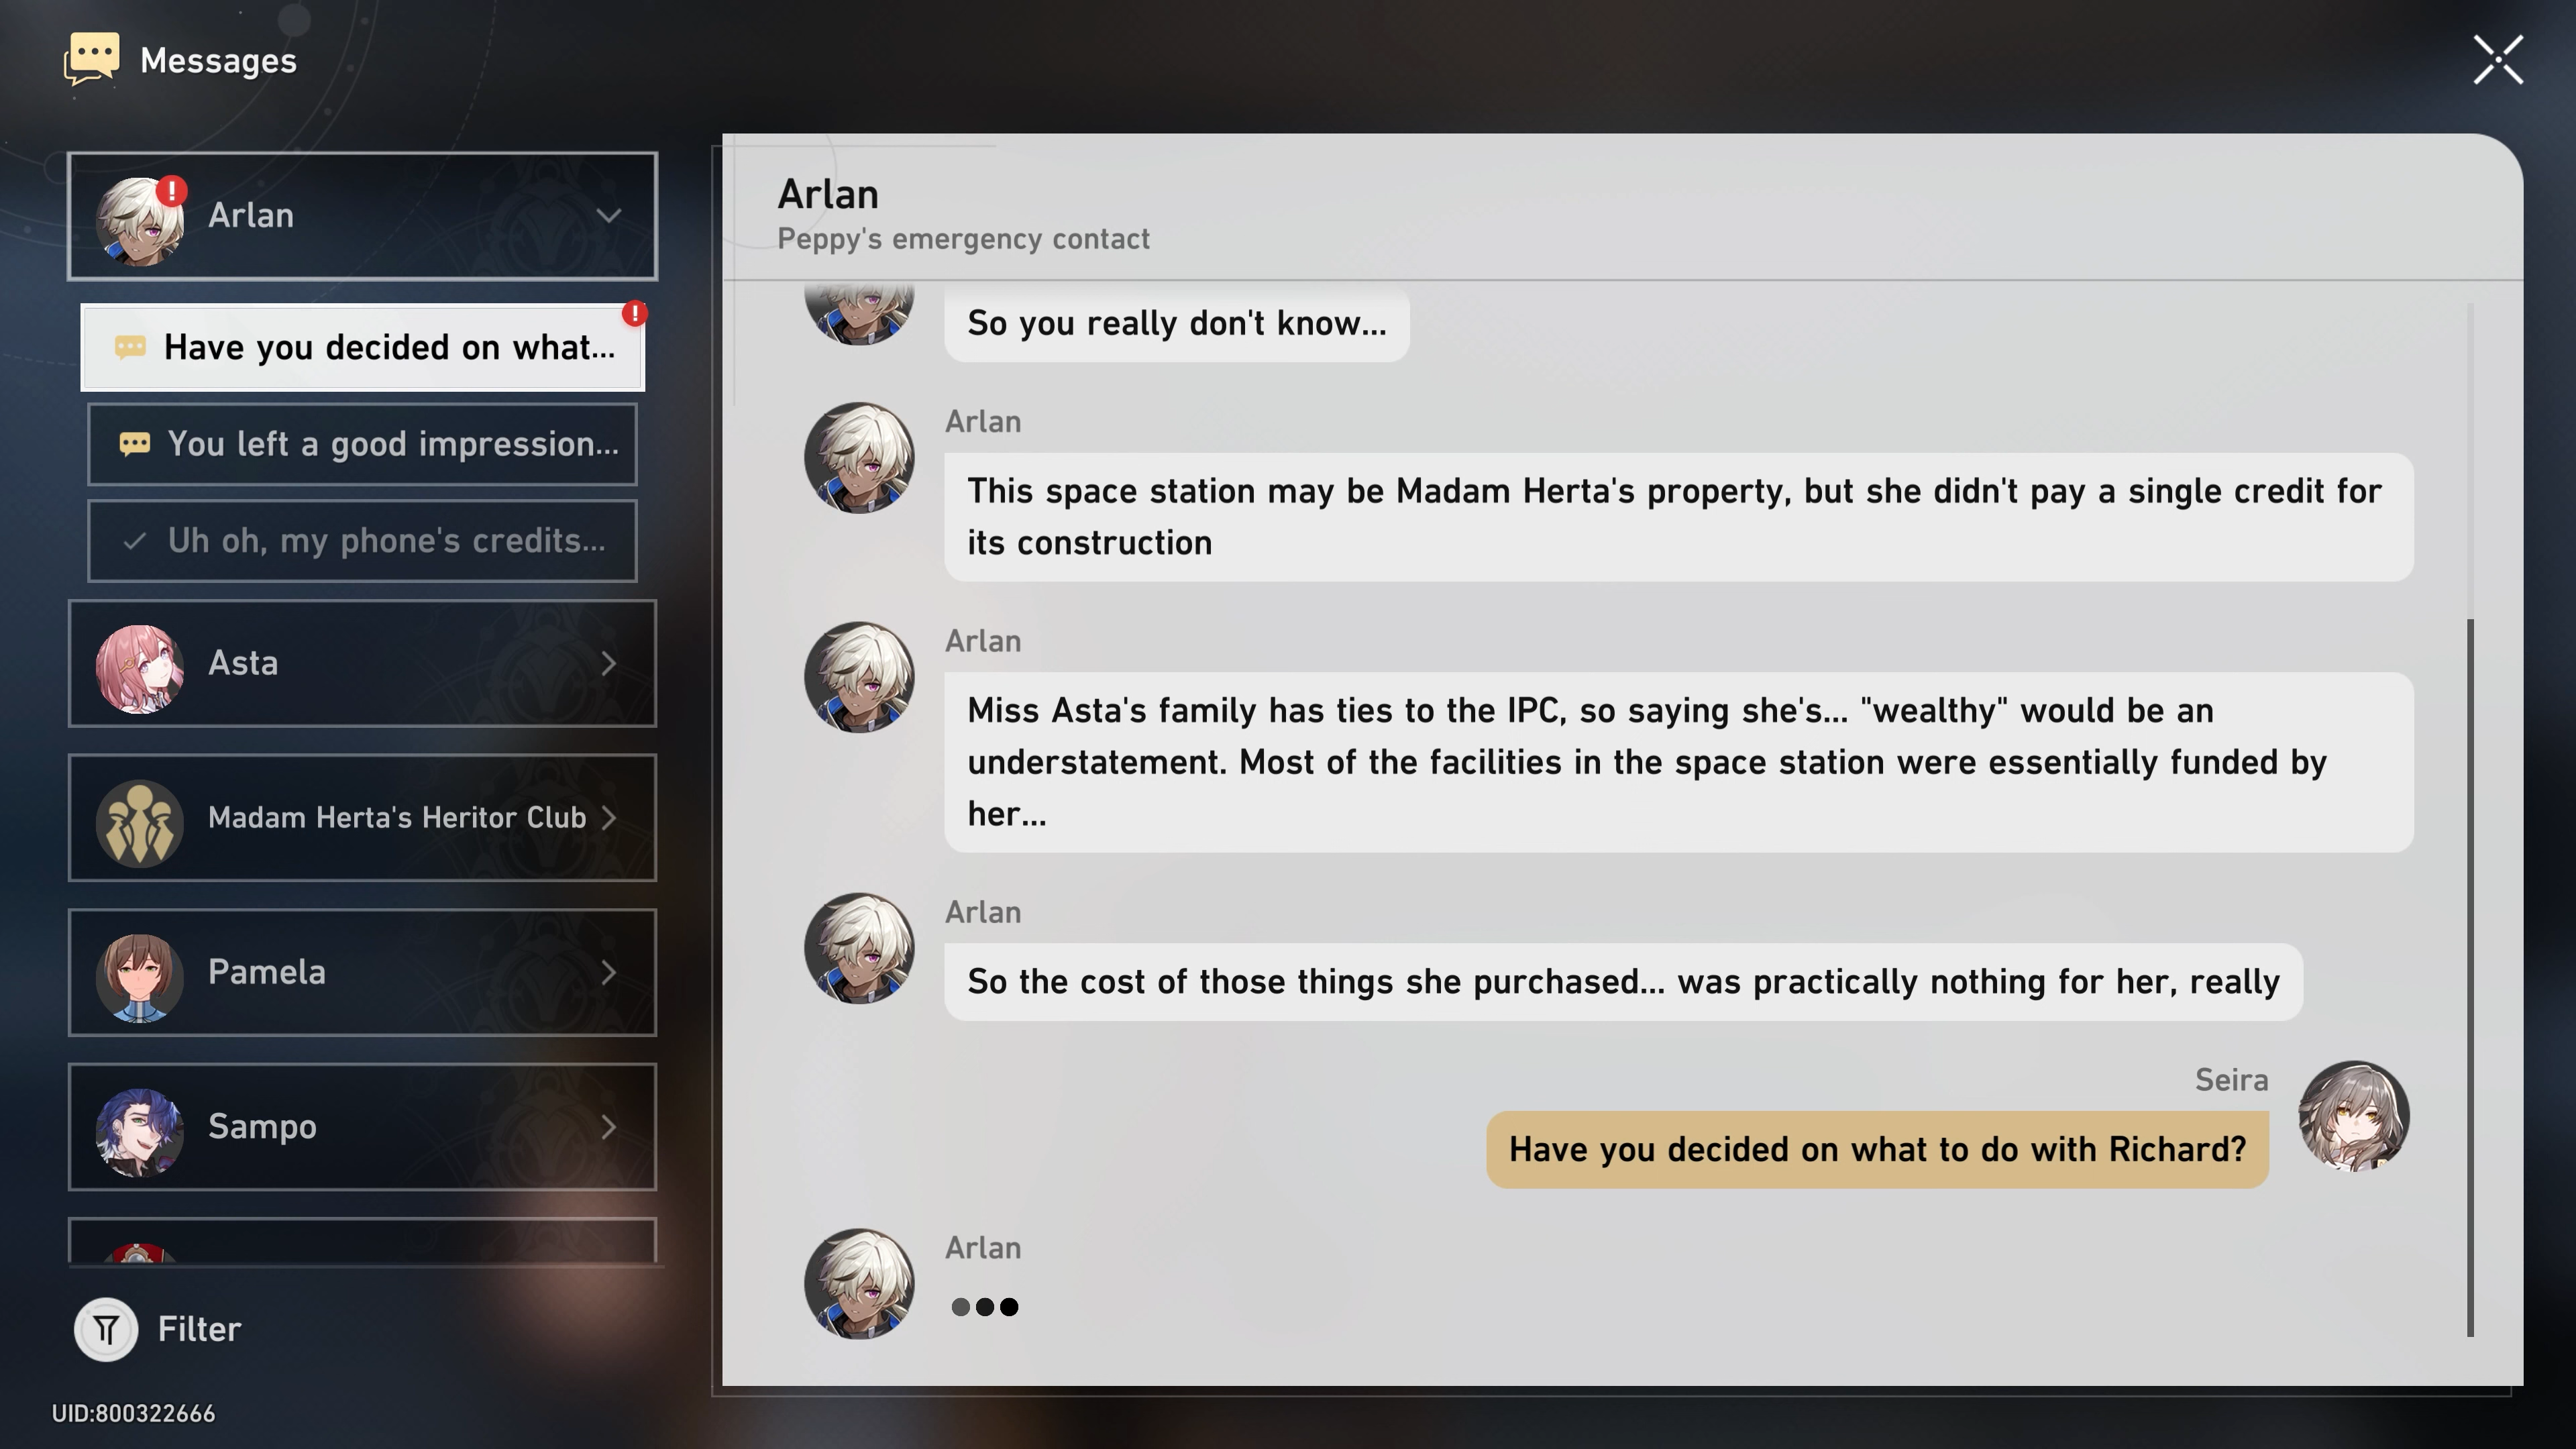 Messages
Arlan
Have you decided on what...
You left a good impression...
Uh oh, my phone's credits...
Asta
Madam Herta's Heritor Club
Pamela
Sampo
Filter
UID:800322666
Arlan
Peppy's emergency contact
So you really don't know...
Arlan
This space station may be Madam Herta's property, but she didn't pay a single credit for
its construction
Arlan
Miss Asta's family has ties to the IPC, so saying she's... "wealthy" would be an
understatement. Most of the facilities in the space station were essentially funded by
her...
Arlan
So the cost of those things she purchased... was practically nothing for her, really
Seira
Have you decided on what to do with Richard?
Arlan